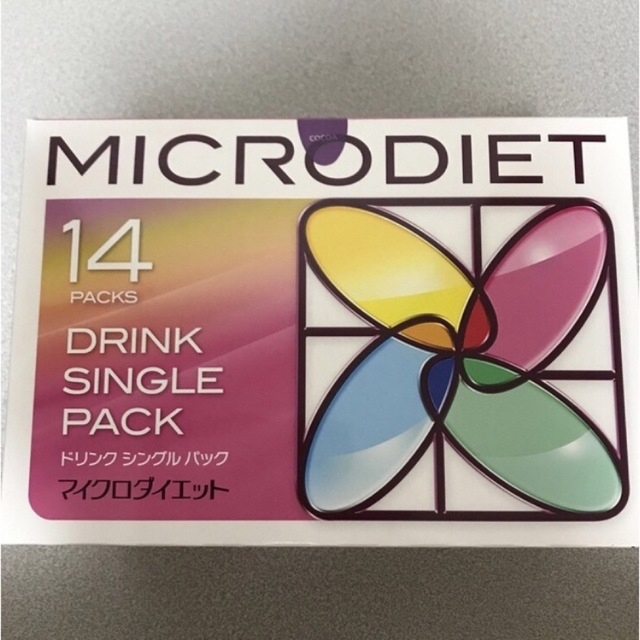 COCOA
MICRODIET
14
PACKS
DRINK
SINGLE
PACK
ドリンク シングル パック
マイクロダイエット